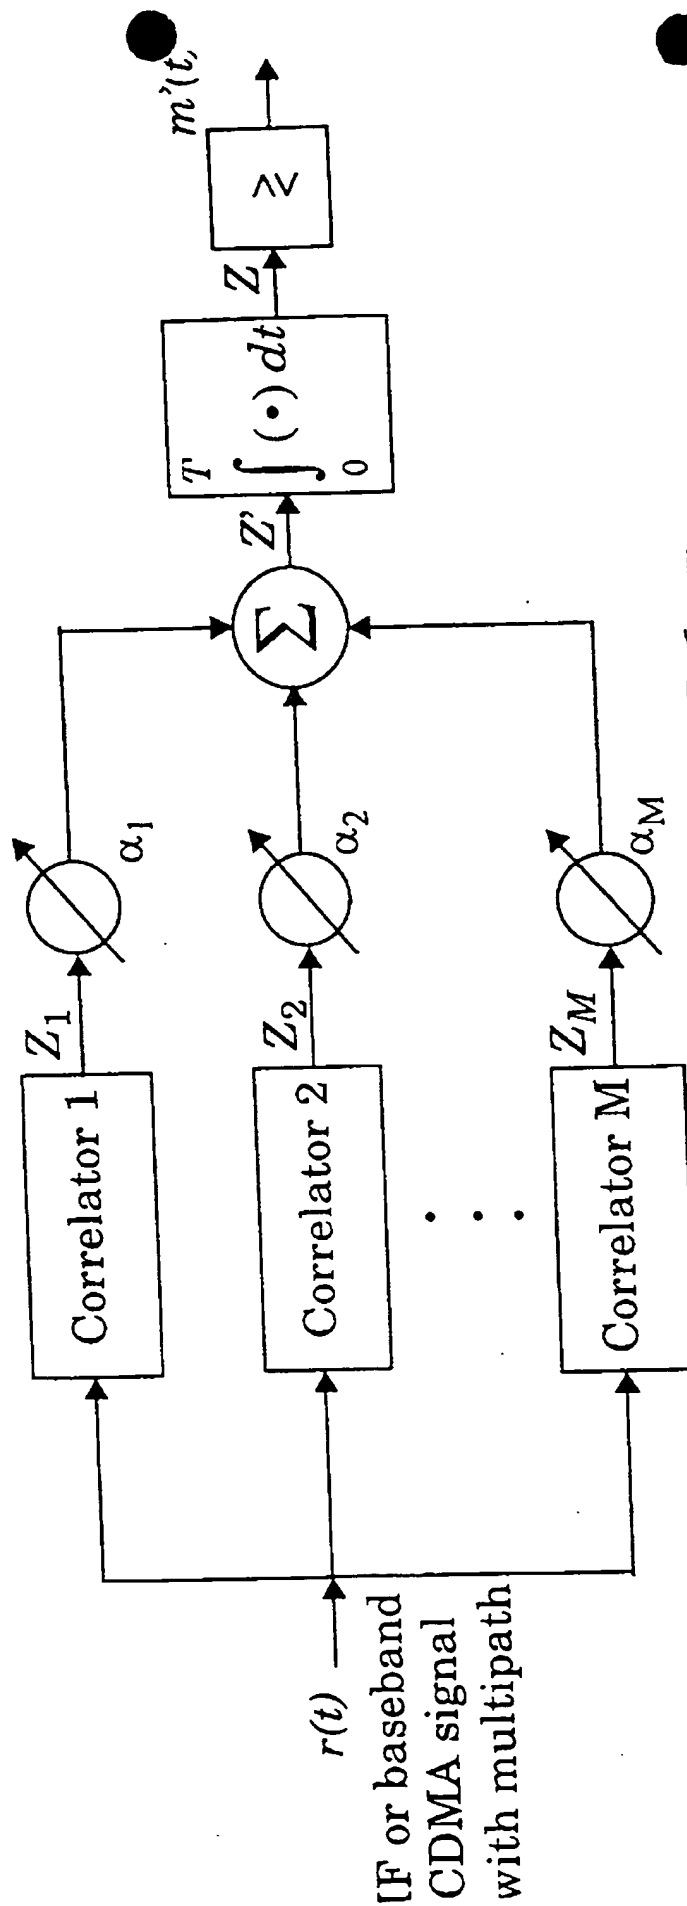 r(t)
IF or baseband
CDMA signal
with multipath
Correlator 1
Z1
α1
Correlator 2
Z2
α2
• • •
Correlator M
ZM
αM
Σ
Z'
T
∫ (•) dt
0
Z
≷
m'(t)